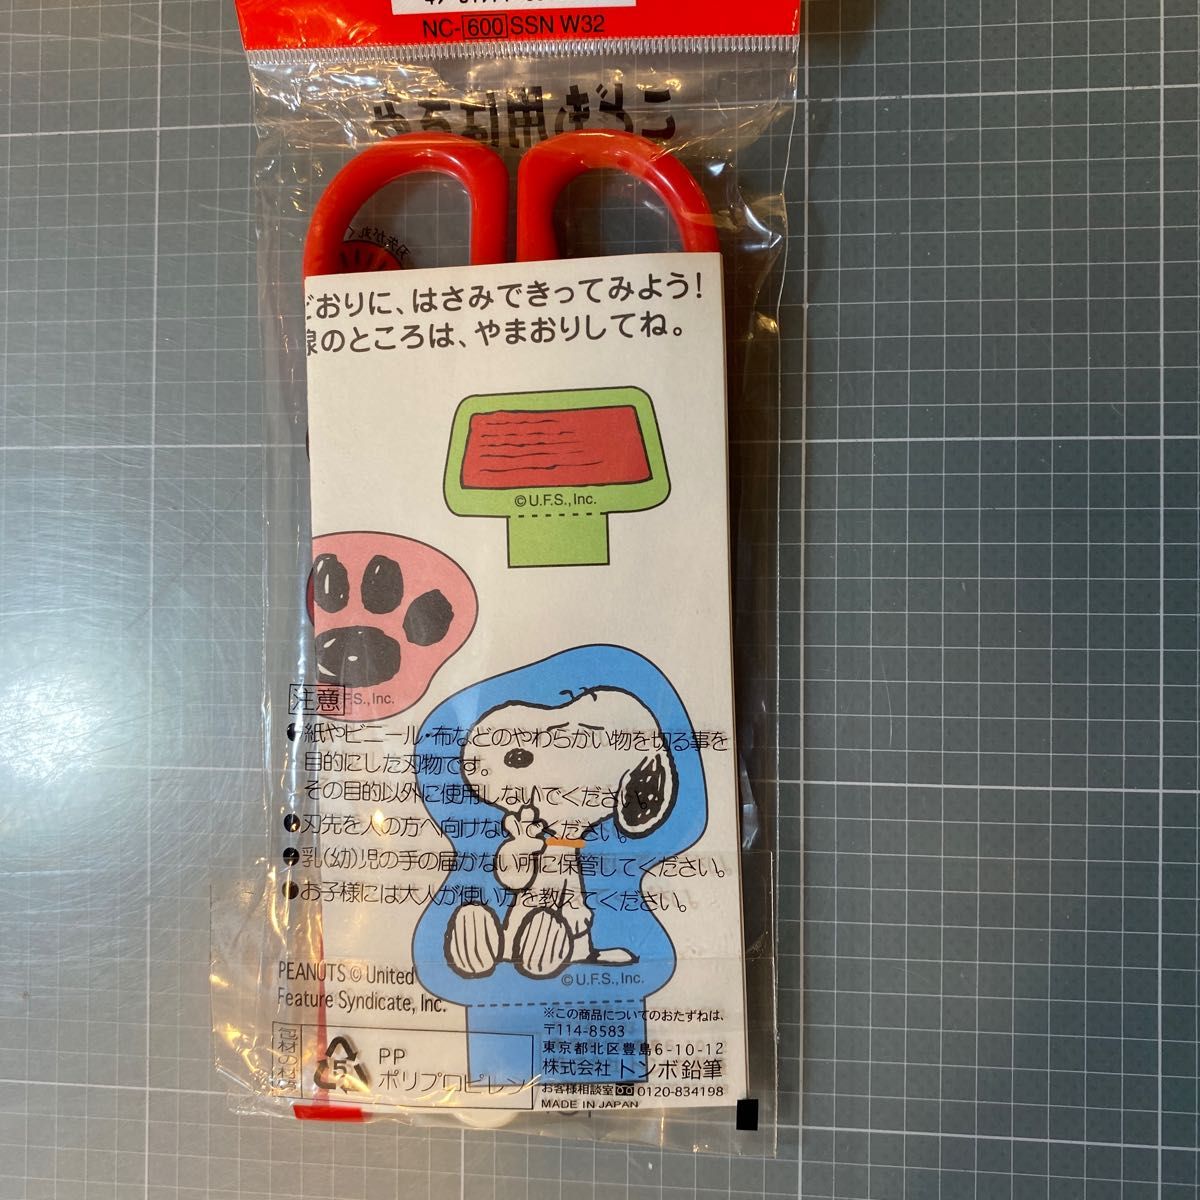 NC-600 SSN W32
こども用はさみ
どおりに、はさみできってみよう!
線のところは、やまおりしてね。
©U.F.S.,Inc.
注意
F.S.,Inc.
●紙やビニール・布などのやわらかい物を切る事を
目的にした刃物です。
その目的以外に使用しないでください。
●刃先を人の方へ向けないでください。
●乳(幼)児の手の届かない所に保管してください。
●お子様には大人が使い方を教えてください。
PEANUTS © United
Feature Syndicate, Inc.
©U.F.S.,Inc.
包材の材料
5
PP
ポリプロピレン
※この商品についてのおたずねは、
〒114-8583
東京都北区豊島6-10-12
株式会社トンボ鉛筆
お客様相談室 0120-834198
MADE IN JAPAN